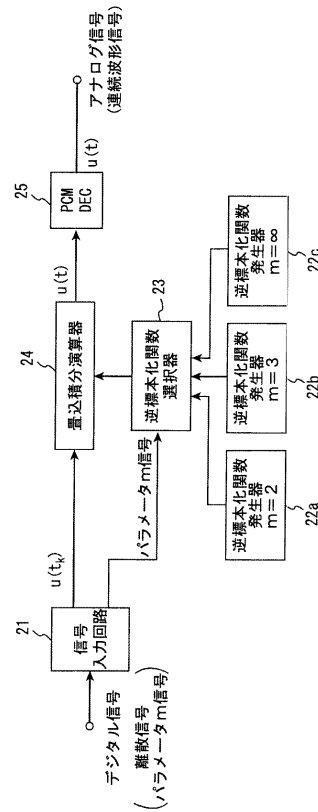 デジタル信号
離散信号
(パラメータm信号)
21
信号
入力回路
u(tk)
パラメータm信号
24
畳込積分演算器
u(t)
25
PCM
DEC
u(t)
アナログ信号
(連続波形信号)
23
逆標本化関数
選択器
逆標本化関数
発生器
m=2
22a
逆標本化関数
発生器
m=3
22b
逆標本化関数
発生器
m=∞
22c